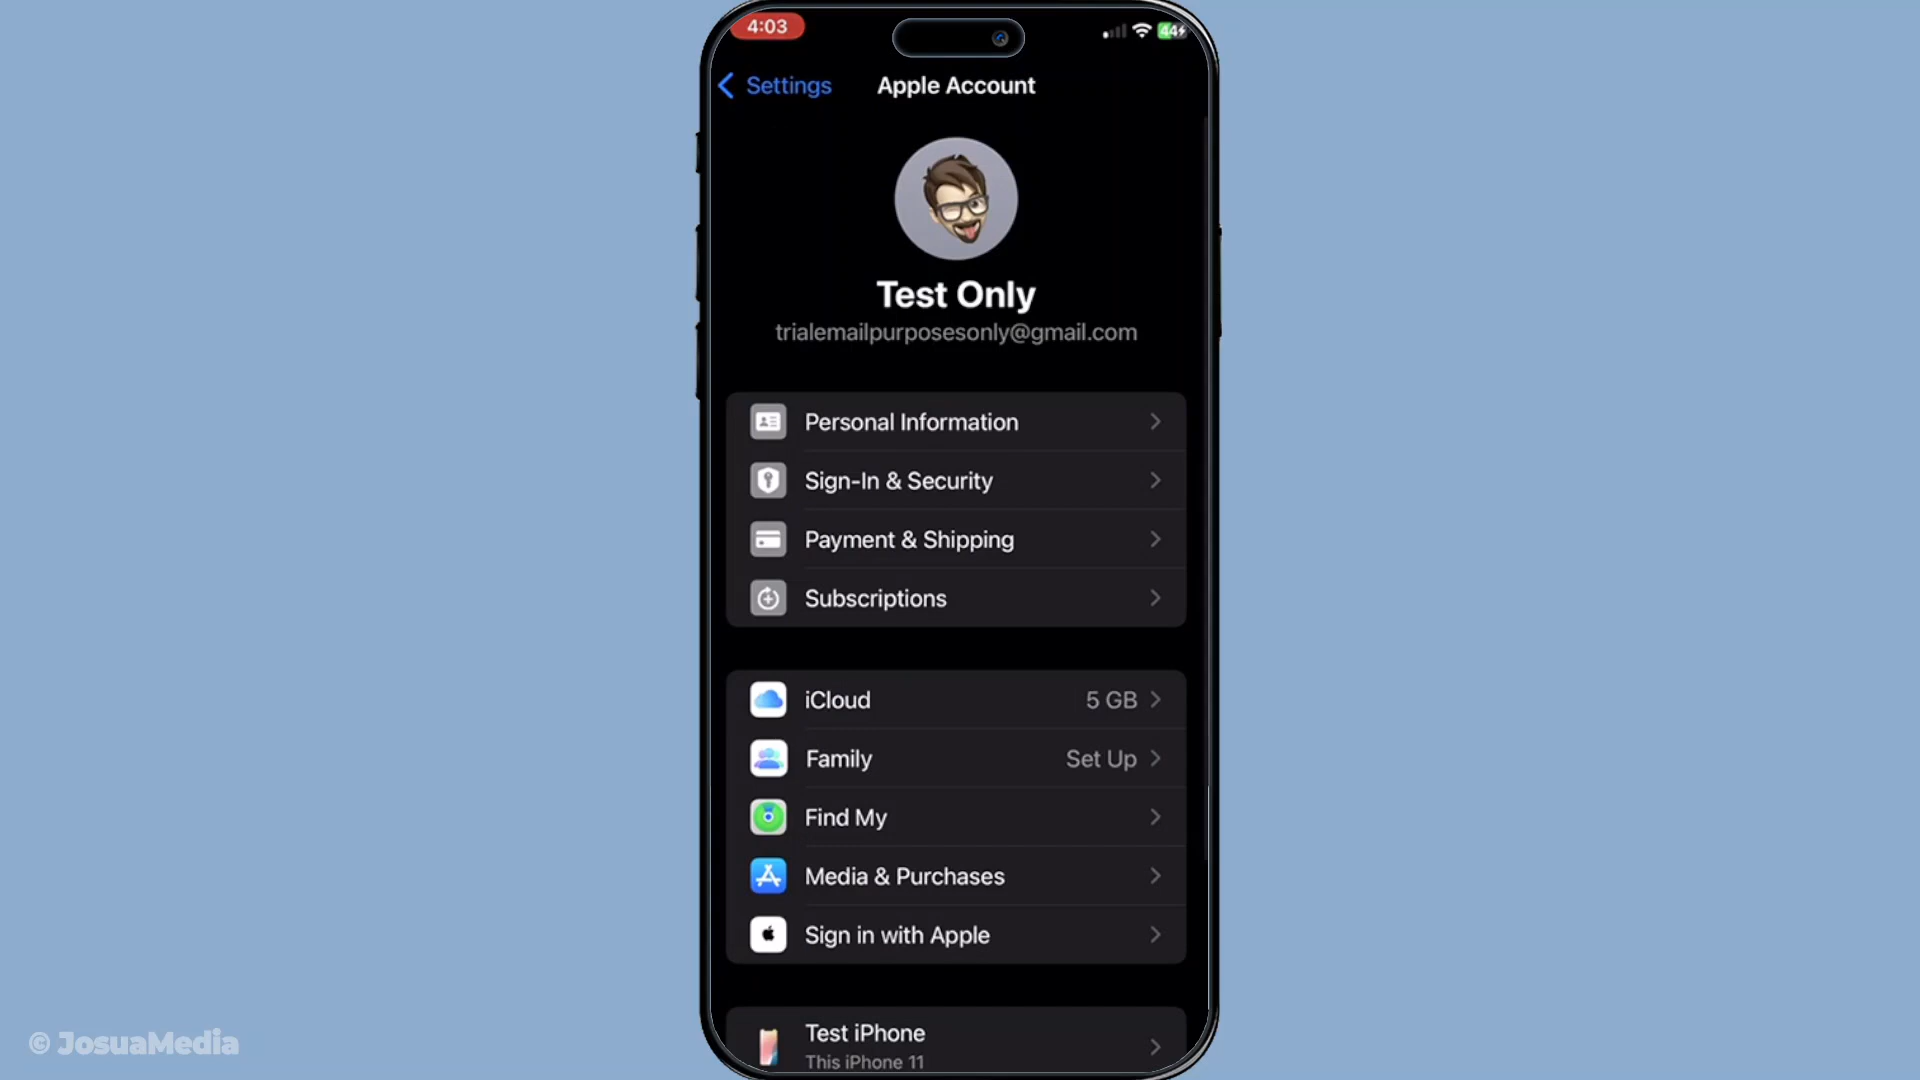 4:03
44
Settings
Apple Account
Test Only
trialemailpurposesonly@gmail.com
Personal Information
Sign-In & Security
Payment & Shipping
Subscriptions
iCloud 5 GB
Family Set Up
Find My
Media & Purchases
Sign in with Apple
Test iPhone
This iPhone 11
© JosuaMedia